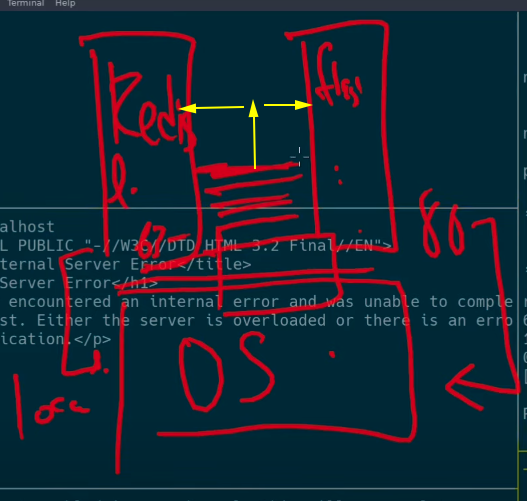 Terminal Help
Redis
flas
80
alhost
L PUBLIC "-//W3C//DTD HTML 3.2 Final//EN">
ternal Server Error</title>
Server Error</h1>
encountered an internal error and was unable to comple
st. Either the server is overloaded or there is an erro
ication.</p>
OS
loc